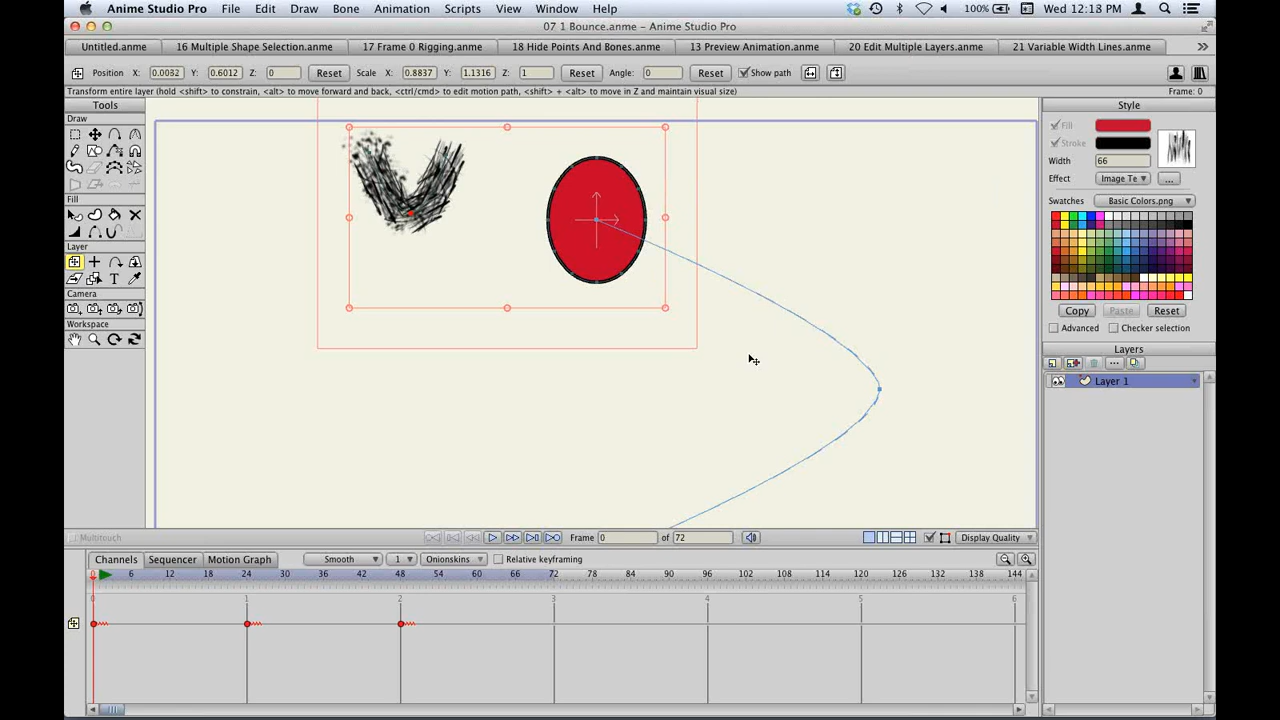 Anime Studio Pro File Edit Draw Bone Animation Scripts View Window Help 100% Wed 12:13 PM
07 1 Bounce.anme – Anime Studio Pro
Untitled.anme 16 Multiple Shape Selection.anme 17 Frame 0 Rigging.anme 18 Hide Points And Bones.anme 13 Preview Animation.anme 20 Edit Multiple Layers.anme 21 Variable Width Lines.anme »
Position X: 0.0032 Y: 0.6012 Z: 0 Reset Scale X: 0.8837 Y: 1.1316 Z: 1 Reset Angle: 0 Reset Show path
Transform entire layer (hold <shift> to constrain, <alt> to move forward and back, <ctrl/cmd> to edit motion path, <shift> + <alt> to move in Z and maintain visual size) Frame: 0
Tools
Draw
Fill
Layer
Camera
Workspace
Style
Fill
Stroke
Width 66
Effect Image Te ...
Swatches Basic Colors.png
Copy Paste Reset
Advanced Checker selection
Layers
Layer 1
Multitouch Frame 0 of 72 Display Quality
Channels Sequencer Motion Graph Smooth 1 Onionskins Relative keyframing
0 6 12 18 24 30 36 42 48 54 60 66 72 78 84 90 96 102 108 114 120 126 132 138 144
0 1 2 3 4 5 6